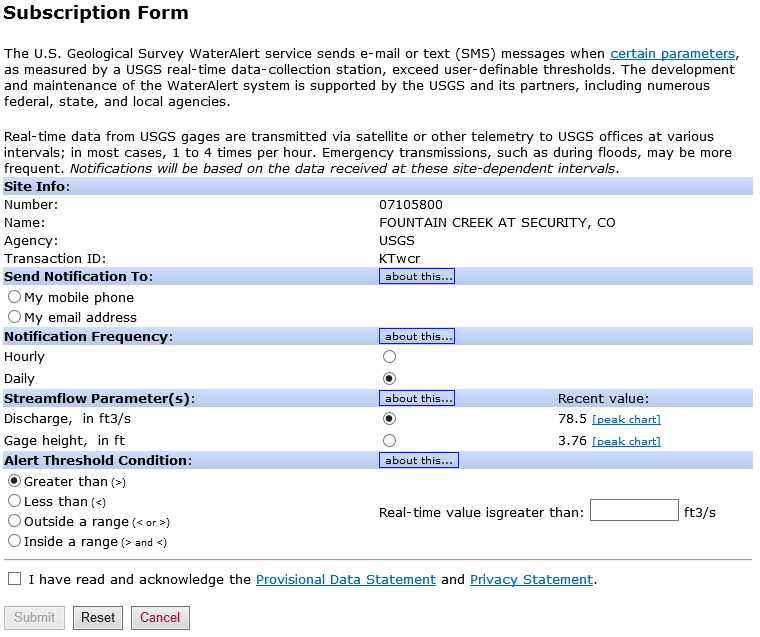 Subscription Form
The U.S. Geological Survey WaterAlert service sends e-mail or text (SMS) messages when certain parameters,
as measured by a USGS real-time data-collection station, exceed user-definable thresholds. The development
and maintenance of the WaterAlert system is supported by the USGS and its partners, including numerous
federal, state, and local agencies.
Real-time data from USGS gages are transmitted via satellite or other telemetry to USGS offices at various
intervals; in most cases, 1 to 4 times per hour. Emergency transmissions, such as during floods, may be more
frequent. Notifications will be based on the data received at these site-dependent intervals.
Site Info:
Number: 07105800
Name: FOUNTAIN CREEK AT SECURITY, CO
Agency: USGS
Transaction ID: KTwcr
Send Notification To: about this...
My mobile phone
My email address
Notification Frequency: about this...
Hourly
Daily
Streamflow Parameter(s): about this... Recent value:
Discharge, in ft3/s 78.5 [peak chart]
Gage height, in ft 3.76 [peak chart]
Alert Threshold Condition: about this...
Greater than (>)
Less than (<)
Outside a range (< or >)
Inside a range (> and <)
Real-time value isgreater than: ft3/s
I have read and acknowledge the Provisional Data Statement and Privacy Statement.
Submit Reset Cancel